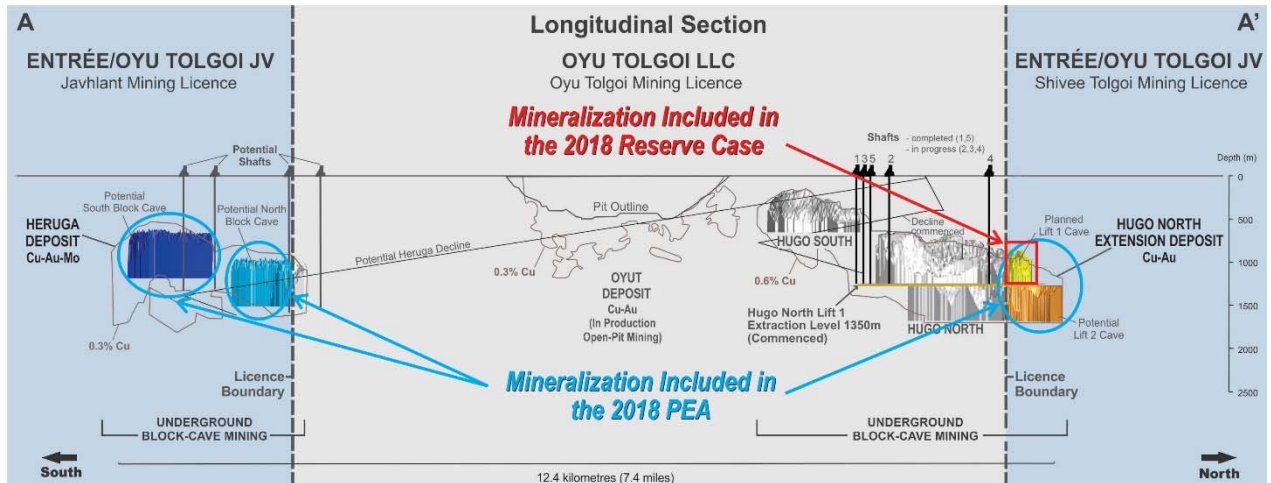 A
Longitudinal Section
A'
ENTRÉE/OYU TOLGOI JV
Javhlant Mining Licence
OYU TOLGOI LLC
Oyu Tolgoi Mining Licence
ENTRÉE/OYU TOLGOI JV
Shivee Tolgoi Mining Licence
Mineralization Included in
the 2018 Reserve Case
Shafts - completed (1,5)
- in progress (2,3,4)
Potential
Shafts
1 3 5 2 4
Depth (m)
0
500
1000
1500
2000
2500
HERUGA
DEPOSIT
Cu-Au-Mo
Potential
South Block Cave
Potential North
Block Cave
Potential Heruga Decline
Pit Outline
0.3% Cu
OYUT
DEPOSIT
Cu-Au
(In Production
Open-Pit Mining)
HUGO SOUTH
0.6% Cu
Decline
commenced
Planned
Lift 1 Cave
HUGO NORTH
EXTENSION DEPOSIT
Cu-Au
Hugo North Lift 1
Extraction Level 1350m
(Commenced)
HUGO NORTH
Potential
Lift 2 Cave
0.3% Cu
Mineralization Included in
the 2018 PEA
Licence
Boundary
Licence
Boundary
UNDERGROUND
BLOCK-CAVE MINING
UNDERGROUND
BLOCK-CAVE MINING
South
12.4 kilometres (7.4 miles)
North